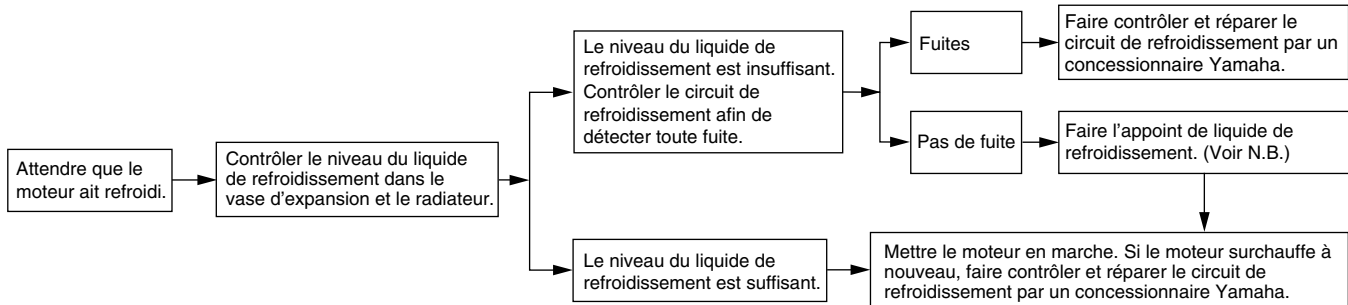 Attendre que le
moteur ait refroidi.
Contrôler le niveau du liquide
de refroidissement dans le
vase d'expansion et le radiateur.
Le niveau du liquide de
refroidissement est insuffisant.
Contrôler le circuit de
refroidissement afin de
détecter toute fuite.
Fuites
Faire contrôler et réparer le
circuit de refroidissement par un
concessionnaire Yamaha.
Pas de fuite
Faire l'appoint de liquide de
refroidissement. (Voir N.B.)
Le niveau du liquide de
refroidissement est suffisant.
Mettre le moteur en marche. Si le moteur surchauffe à
nouveau, faire contrôler et réparer le circuit de
refroidissement par un concessionnaire Yamaha.